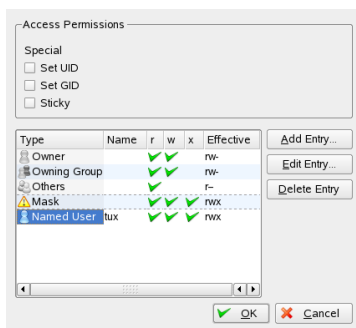 Access Permissions
Special
Set UID
Set GID
Sticky
Type Name r w x Effective
Owner rw-
Owning Group rw-
Others r--
Mask rwx
Named User tux rwx
Add Entry...
Edit Entry...
Delete Entry
OK
Cancel